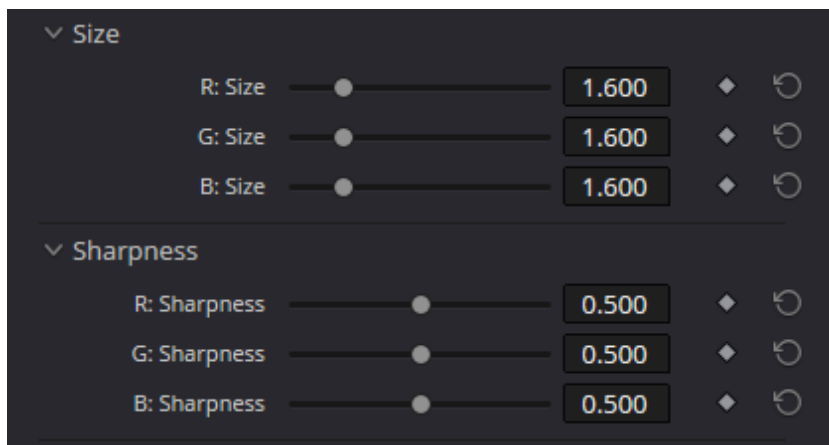 Size
R: Size 1.600
G: Size 1.600
B: Size 1.600
Sharpness
R: Sharpness 0.500
G: Sharpness 0.500
B: Sharpness 0.500